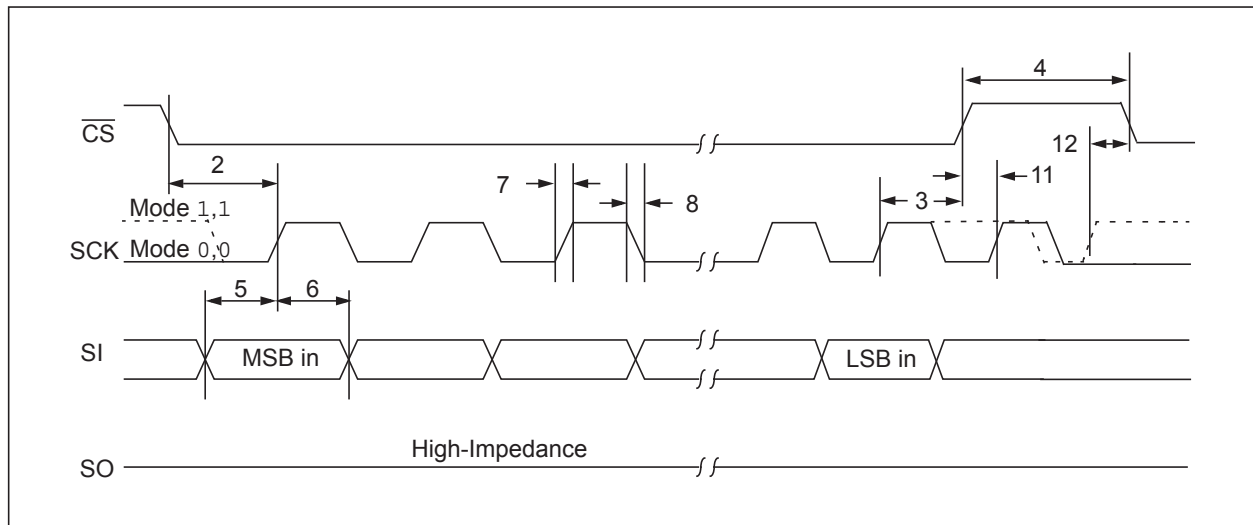 4
CS
12
2
7
3
11
8
Mode 1,1
SCK Mode 0,0
5
6
SI
MSB in
LSB in
High-Impedance
SO